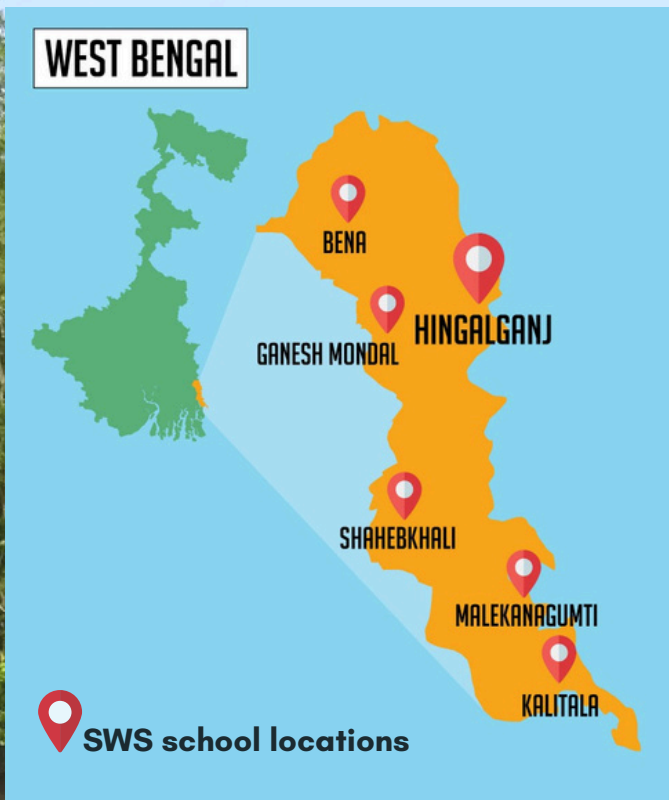 WEST BENGAL
BENA
HINGALGANJ
GANESH MONDAL
SHAHEBKHALI
MALEKANAGUMTI
KALITALA
SWS school locations